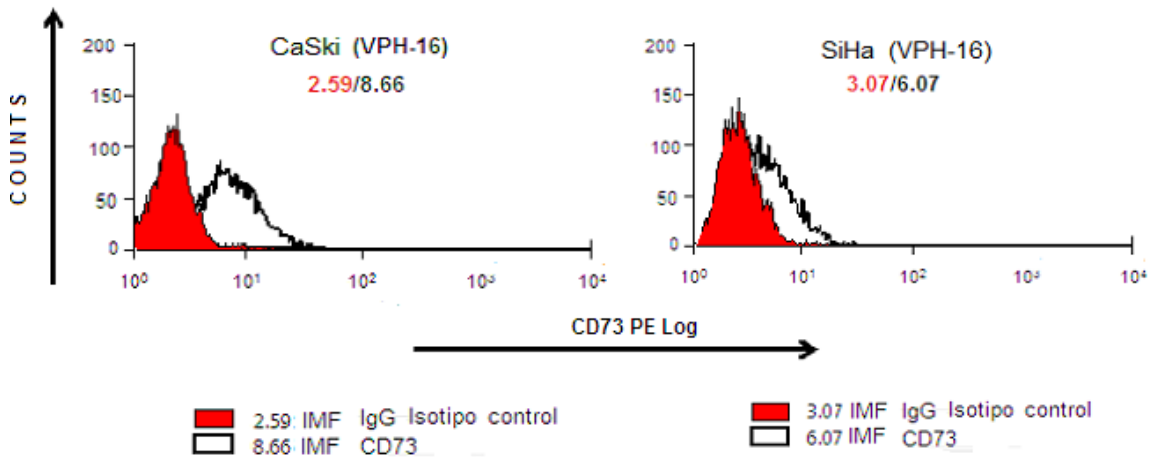 CaSki (VPH-16)
2.59/8.66
200
150
100
50
0
10⁰ 10¹ 10² 10³ 10⁴
SiHa (VPH-16)
3.07/6.07
200
150
100
50
0
10⁰ 10¹ 10² 10³ 10⁴
COUNTS
CD73 PE Log
2.59 IMF IgG-Isotipo control
8.66 IMF CD73
3.07 IMF IgG-Isotipo control
6.07 IMF CD73